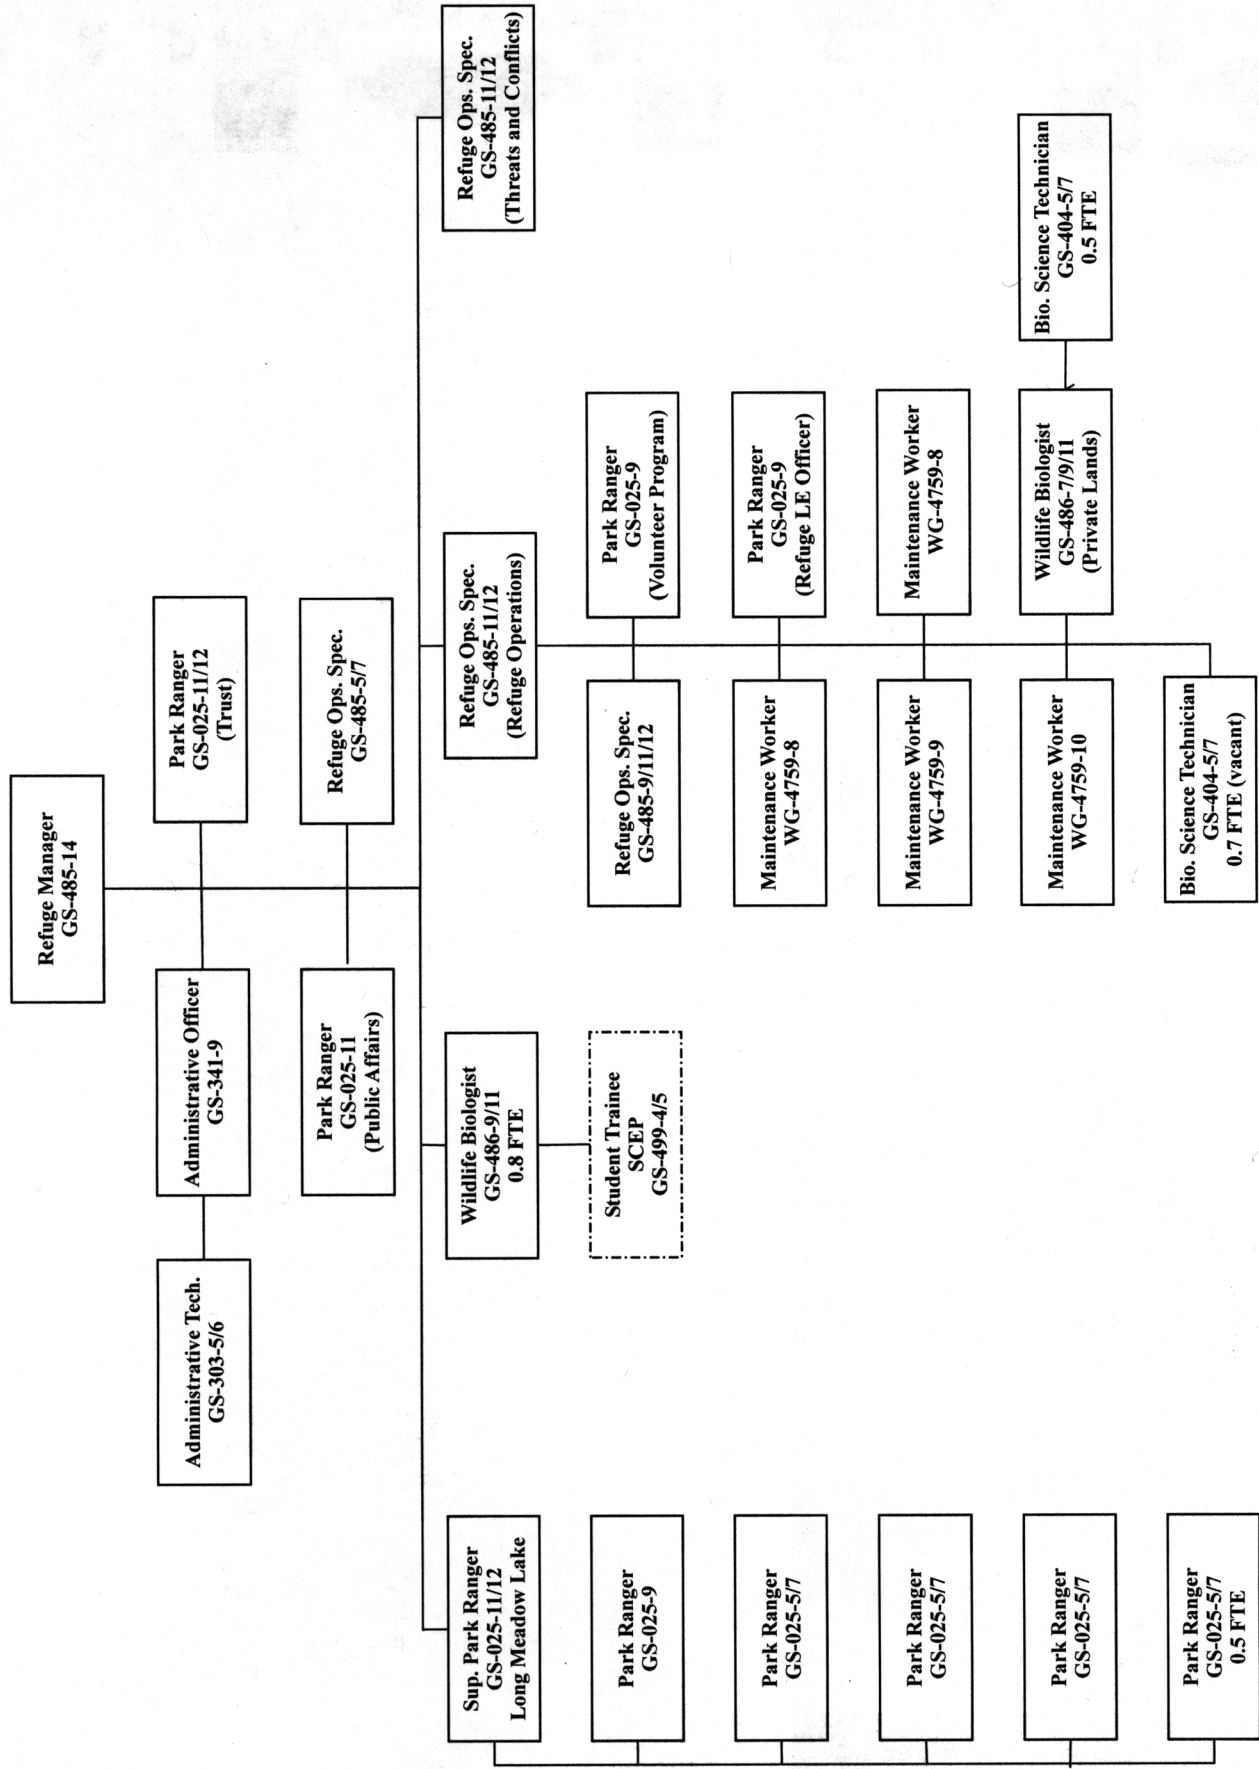 Refuge Manager
GS-485-14
Administrative Tech.
GS-303-5/6
Administrative Officer
GS-341-9
Park Ranger
GS-025-11/12
(Trust)
Park Ranger
GS-025-11
(Public Affairs)
Refuge Ops. Spec.
GS-485-5/7
Sup. Park Ranger
GS-025-11/12
Long Meadow Lake
Wildlife Biologist
GS-486-9/11
0.8 FTE
Refuge Ops. Spec.
GS-485-11/12
(Refuge Operations)
Refuge Ops. Spec.
GS-485-11/12
(Threats and Conflicts)
Park Ranger
GS-025-9
Student Trainee
SCEP
GS-499-4/5
Refuge Ops. Spec.
GS-485-9/11/12
Park Ranger
GS-025-9
(Volunteer Program)
Park Ranger
GS-025-5/7
Maintenance Worker
WG-4759-8
Park Ranger
GS-025-9
(Refuge LE Officer)
Park Ranger
GS-025-5/7
Maintenance Worker
WG-4759-9
Maintenance Worker
WG-4759-8
Park Ranger
GS-025-5/7
Maintenance Worker
WG-4759-10
Wildlife Biologist
GS-486-7/9/11
(Private Lands)
Bio. Science Technician
GS-404-5/7
0.5 FTE
Park Ranger
GS-025-5/7
0.5 FTE
Bio. Science Technician
GS-404-5/7
0.7 FTE (vacant)